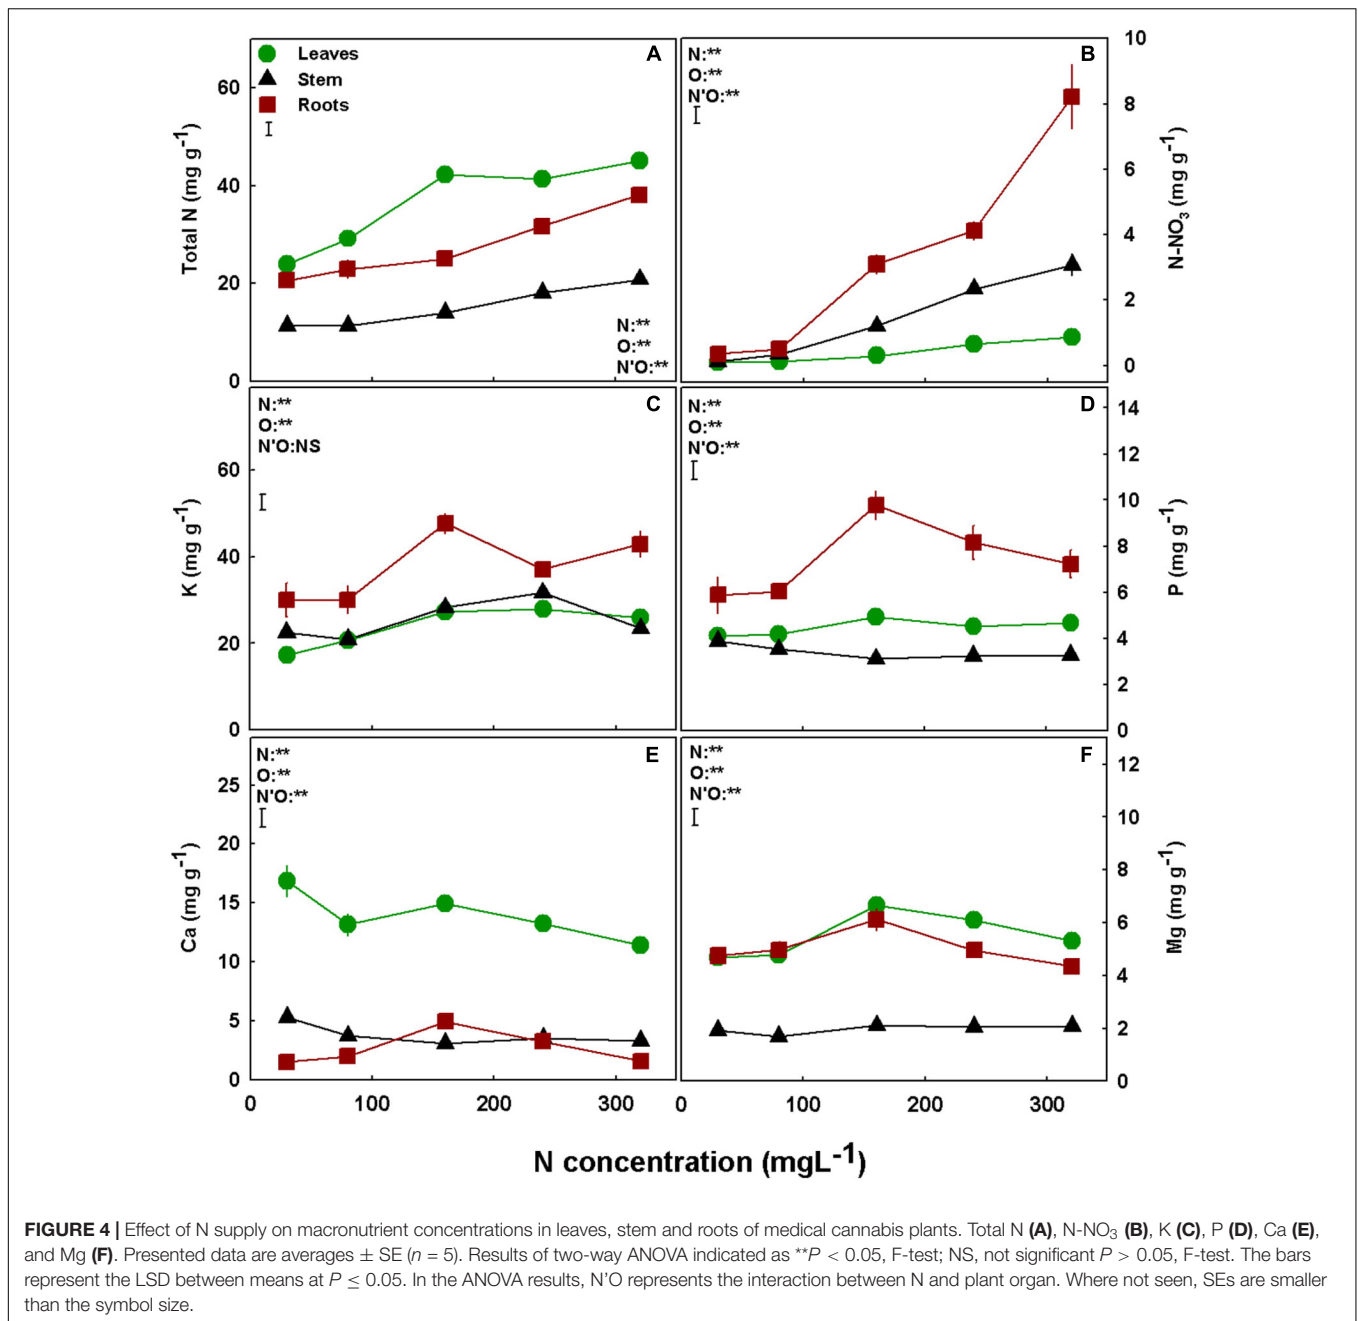 Leaves
Stem
Roots
A
Total N (mg g-1)
60
40
20
0
N:**
O:**
N'O:**
N:**
O:**
N'O:**
B
10
8
6
4
2
0
N-NO3 (mg g-1)
N:**
O:**
N'O:NS
C
K (mg g-1)
60
40
20
0
N:**
O:**
N'O:**
D
14
12
10
8
6
4
2
0
P (mg g-1)
N:**
O:**
N'O:**
E
Ca (mg g-1)
25
20
15
10
5
0
N:**
O:**
N'O:**
F
12
10
8
6
4
2
0
Mg (mg g-1)
0 100 200 300 0 100 200 300
N concentration (mgL-1)
FIGURE 4 | Effect of N supply on macronutrient concentrations in leaves, stem and roots of medical cannabis plants. Total N (A), N-NO3 (B), K (C), P (D), Ca (E),
and Mg (F). Presented data are averages ± SE (n = 5). Results of two-way ANOVA indicated as **P < 0.05, F-test; NS, not significant P > 0.05, F-test. The bars
represent the LSD between means at P ≤ 0.05. In the ANOVA results, N'O represents the interaction between N and plant organ. Where not seen, SEs are smaller
than the symbol size.